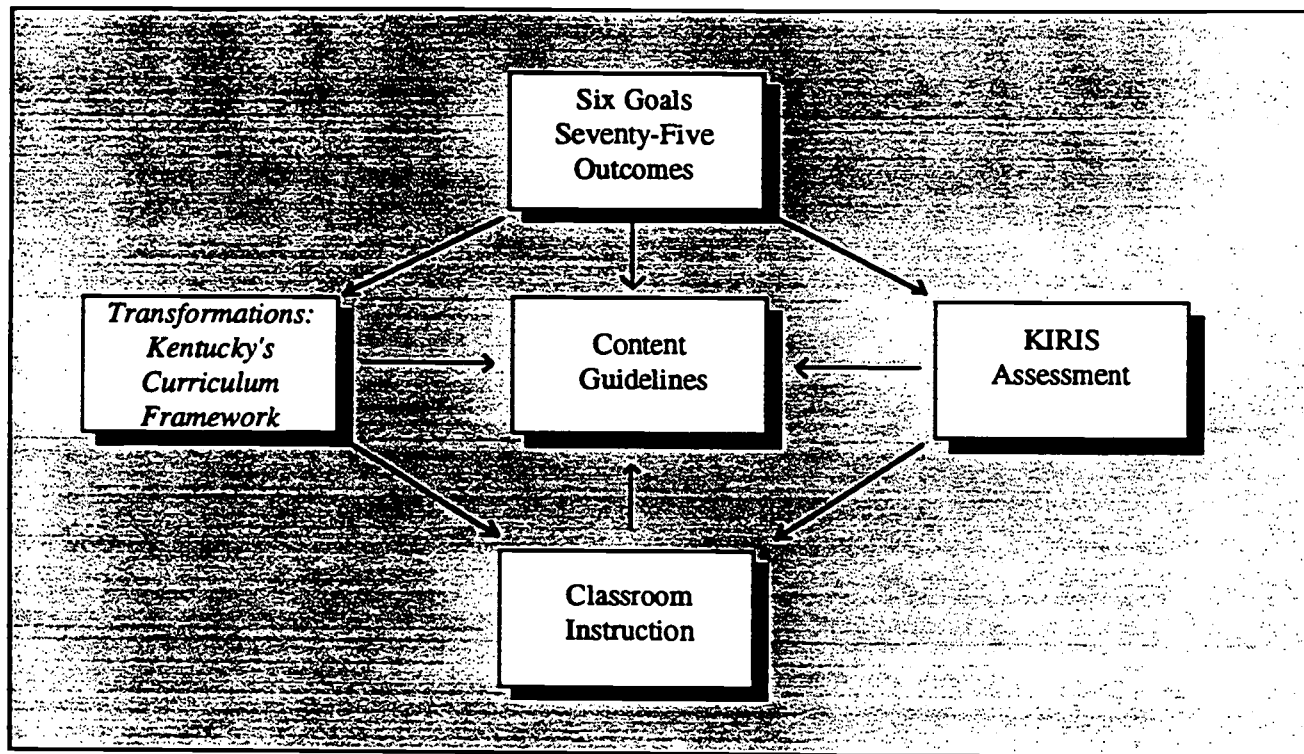 Six Goals
Seventy-Five
Outcomes
Transformations:
Kentucky's
Curriculum
Framework
Content
Guidelines
KIRIS
Assessment
Classroom
Instruction